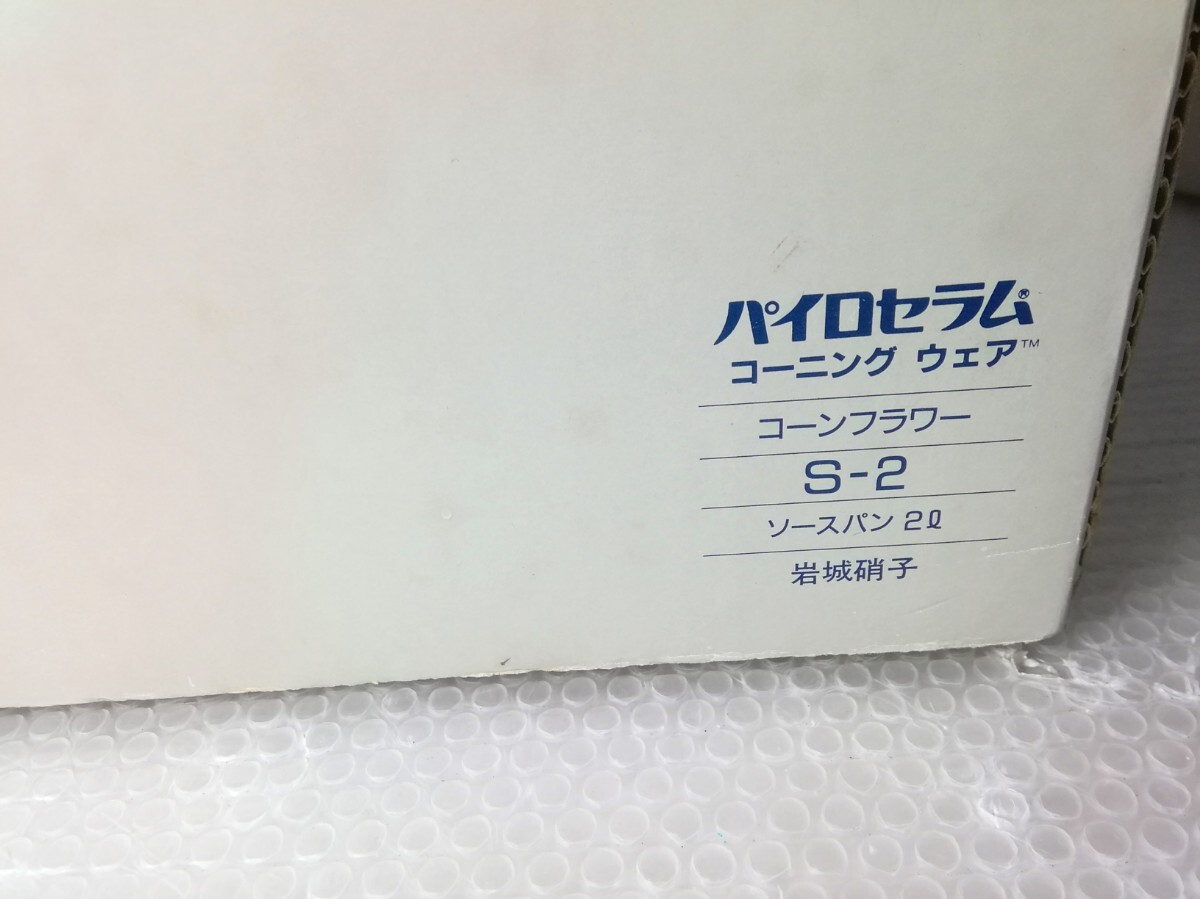 パイロセラム®
コーニング ウェア™
コーンフラワー
S-2
ソースパン 2ℓ
岩城硝子